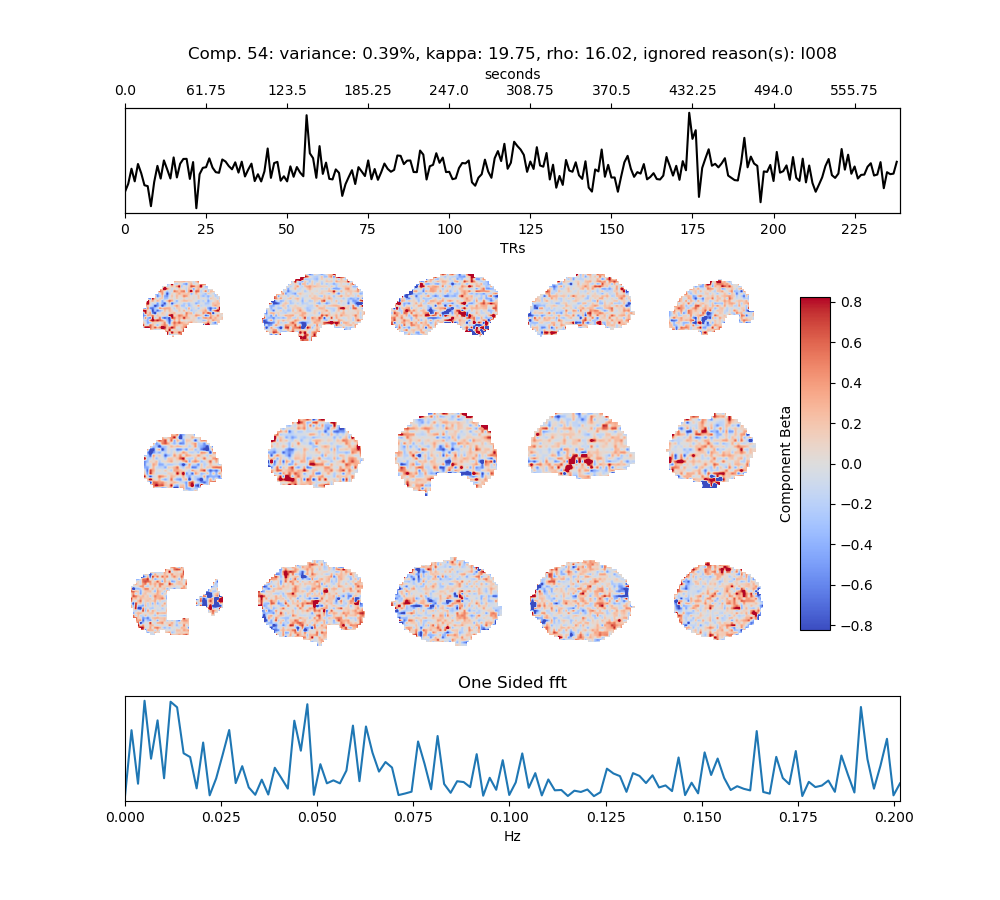 Comp. 54: variance: 0.39%, kappa: 19.75, rho: 16.02, ignored reason(s): I008
seconds
0.0 61.75 123.5 185.25 247.0 308.75 370.5 432.25 494.0 555.75
0 25 50 75 100 125 150 175 200 225
TRs
0.8
0.6
0.4
0.2
0.0
−0.2
−0.4
−0.6
−0.8
Component Beta
One Sided fft
0.000 0.025 0.050 0.075 0.100 0.125 0.150 0.175 0.200
Hz